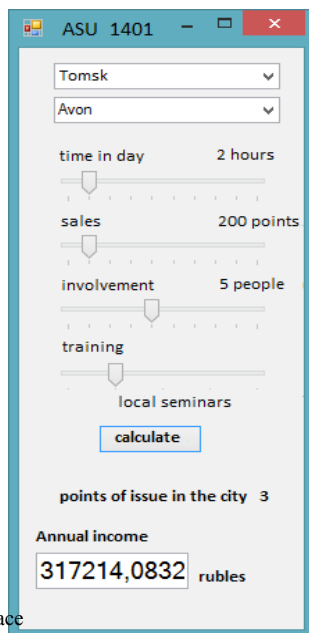 ASU 1401
Tomsk
Avon
time in day 2 hours
sales 200 points
involvement 5 people
training
local seminars
calculate
points of issue in the city 3
Annual income
317214,0832 rubles
ace